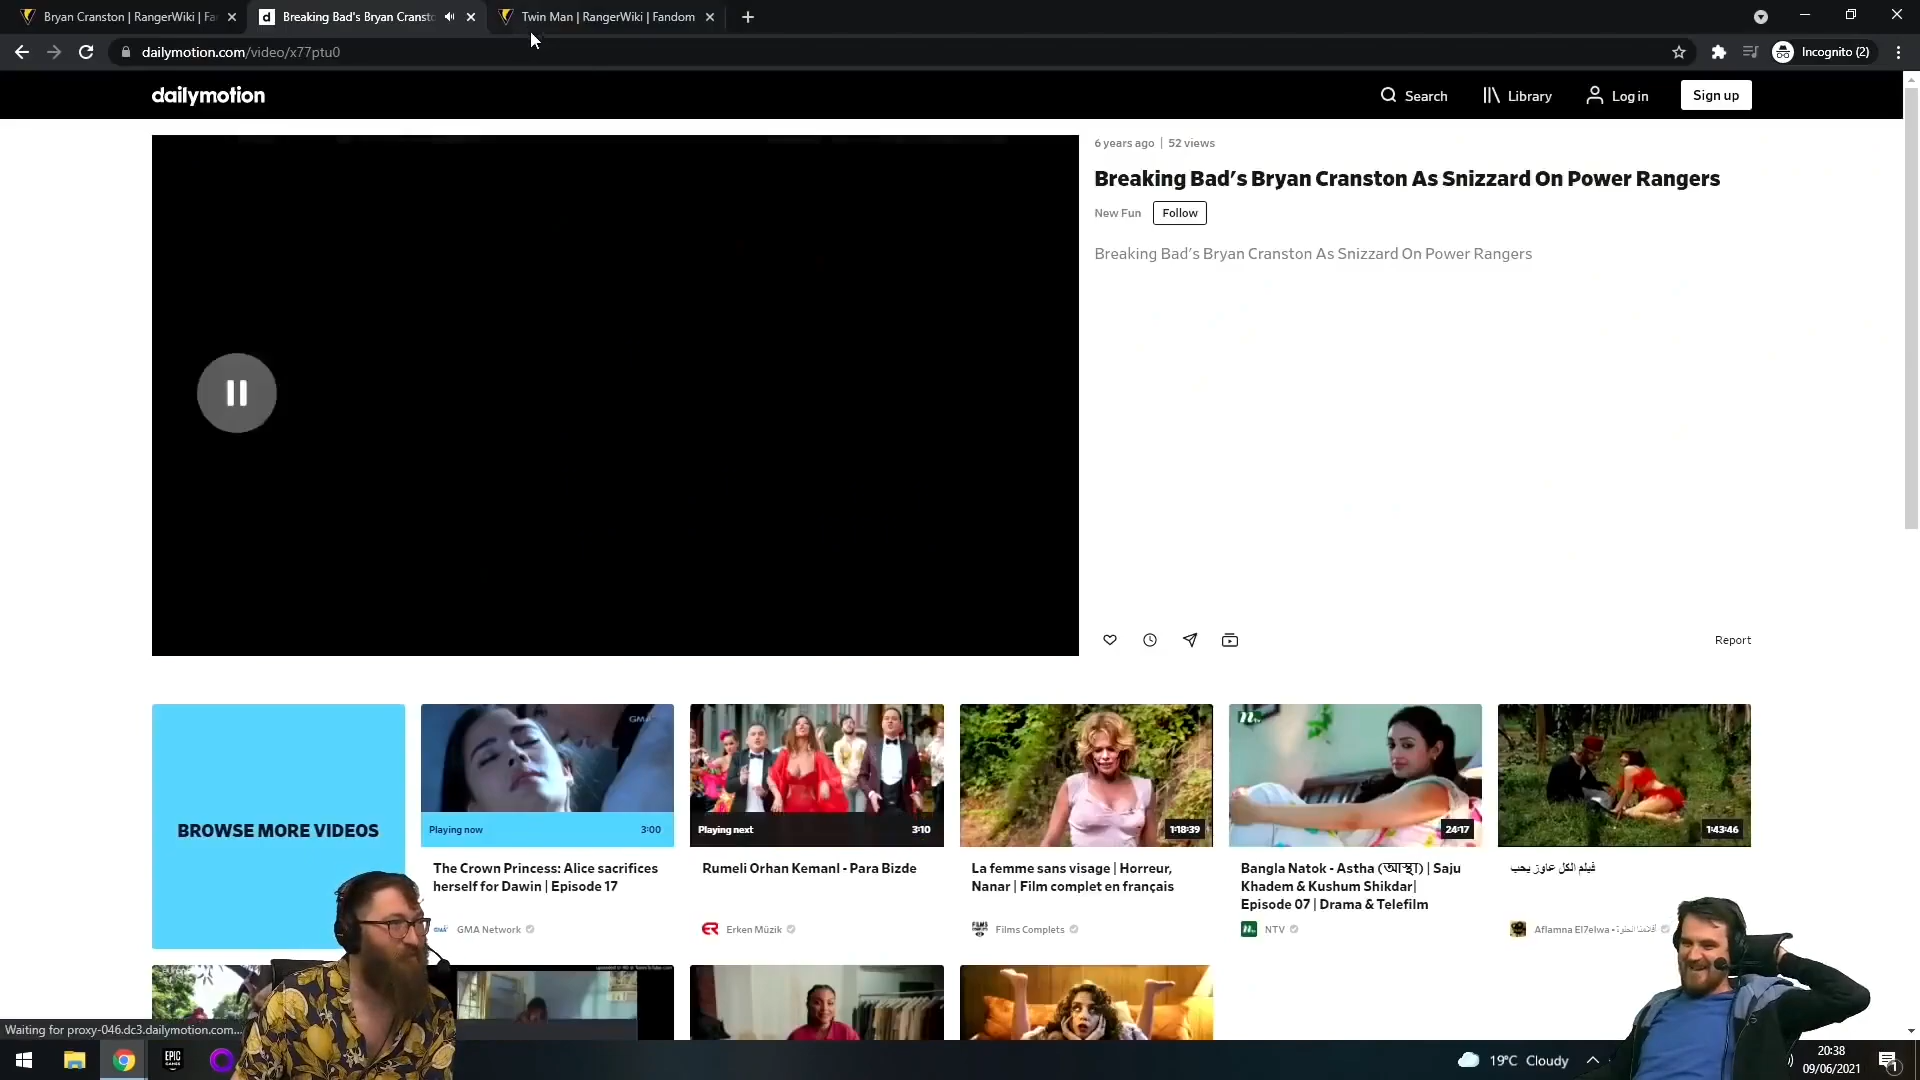 Bryan Cranston | RangerWiki | Fa
Breaking Bad's Bryan Cransto
Twin Man | RangerWiki | Fandom
dailymotion.com/video/x77ptu0
Incognito (2)
dailymotion
Search
Library
Log in
Sign up
6 years ago | 52 views
Breaking Bad's Bryan Cranston As Snizzard On Power Rangers
New Fun
Follow
Breaking Bad's Bryan Cranston As Snizzard On Power Rangers
Report
BROWSE MORE VIDEOS
Playing now
3:00
The Crown Princess: Alice sacrifices
herself for Dawin | Episode 17
GMA Network
Playing next
3:10
Rumeli Orhan Kemanl - Para Bizde
Erken Müzik
1:18:39
La femme sans visage | Horreur,
Nanar | Film complet en français
Films Complets
24:17
Bangla Natok - Astha (আস্থা) | Saju
Khadem & Kushum Shikdar|
Episode 07 | Drama & Telefilm
NTV
1:43:46
فيلم الكل عاوز يحب
Aflamna El7elwa - أفلامنا الحلوة
Waiting for proxy-046.dc3.dailymotion.com...
EPIC
GAMES
19°C Cloudy
20:38
09/06/2021
1